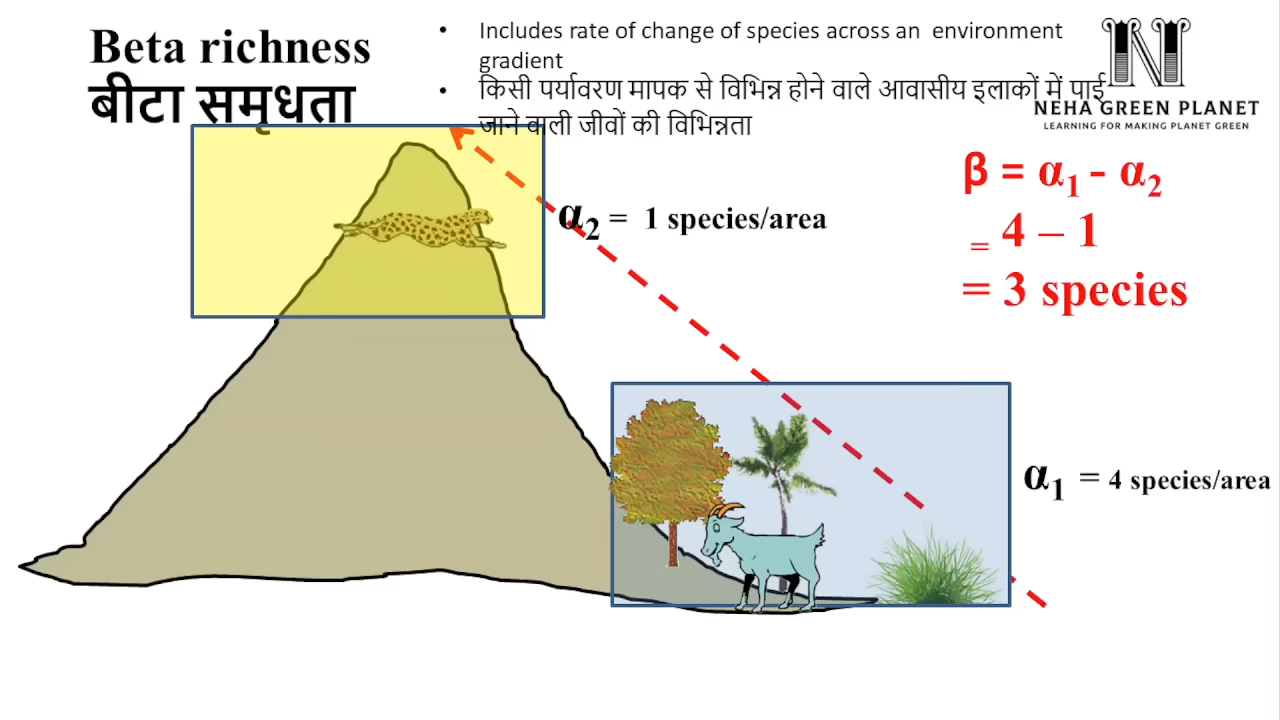 Beta richness
बीटा समृधता
• Includes rate of change of species across an environment
gradient
• किसी पर्यावरण मापक से विभिन्न होने वाले आवासीय इलाकों में पाई
जाने वाली जीवों की विभिन्नता
N
NEHA GREEN PLANET
LEARNING FOR MAKING PLANET GREEN
β = α1 - α2
= 4 – 1
= 3 species
α2 = 1 species/area
α1 = 4 species/area